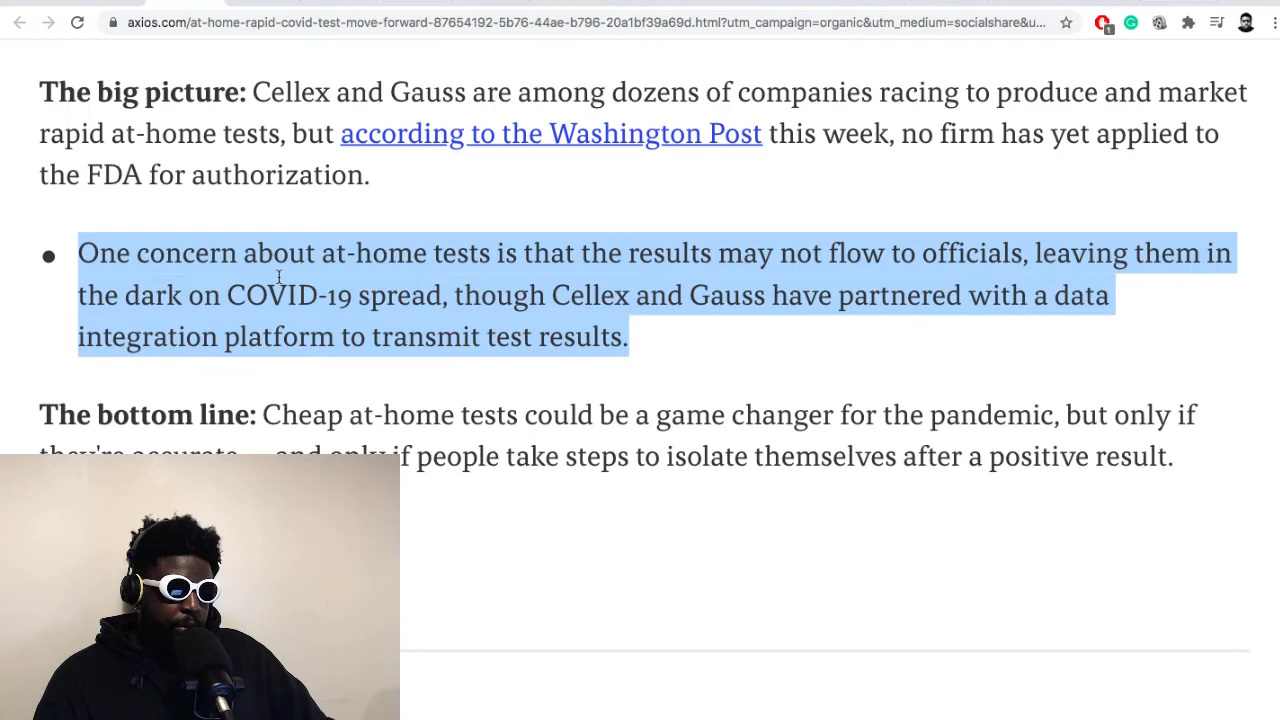 axios.com/at-home-rapid-covid-test-move-forward-87654192-5b76-44ae-b796-20a1bf39a69d.html?utm_campaign=organic&utm_medium=socialshare&u...
1
The big picture: Cellex and Gauss are among dozens of companies racing to produce and market
rapid at-home tests, but according to the Washington Post this week, no firm has yet applied to
the FDA for authorization.
One concern about at-home tests is that the results may not flow to officials, leaving them in
the dark on COVID-19 spread, though Cellex and Gauss have partnered with a data
integration platform to transmit test results.
The bottom line: Cheap at-home tests could be a game changer for the pandemic, but only if
they're accurate — and only if people take steps to isolate themselves after a positive result.